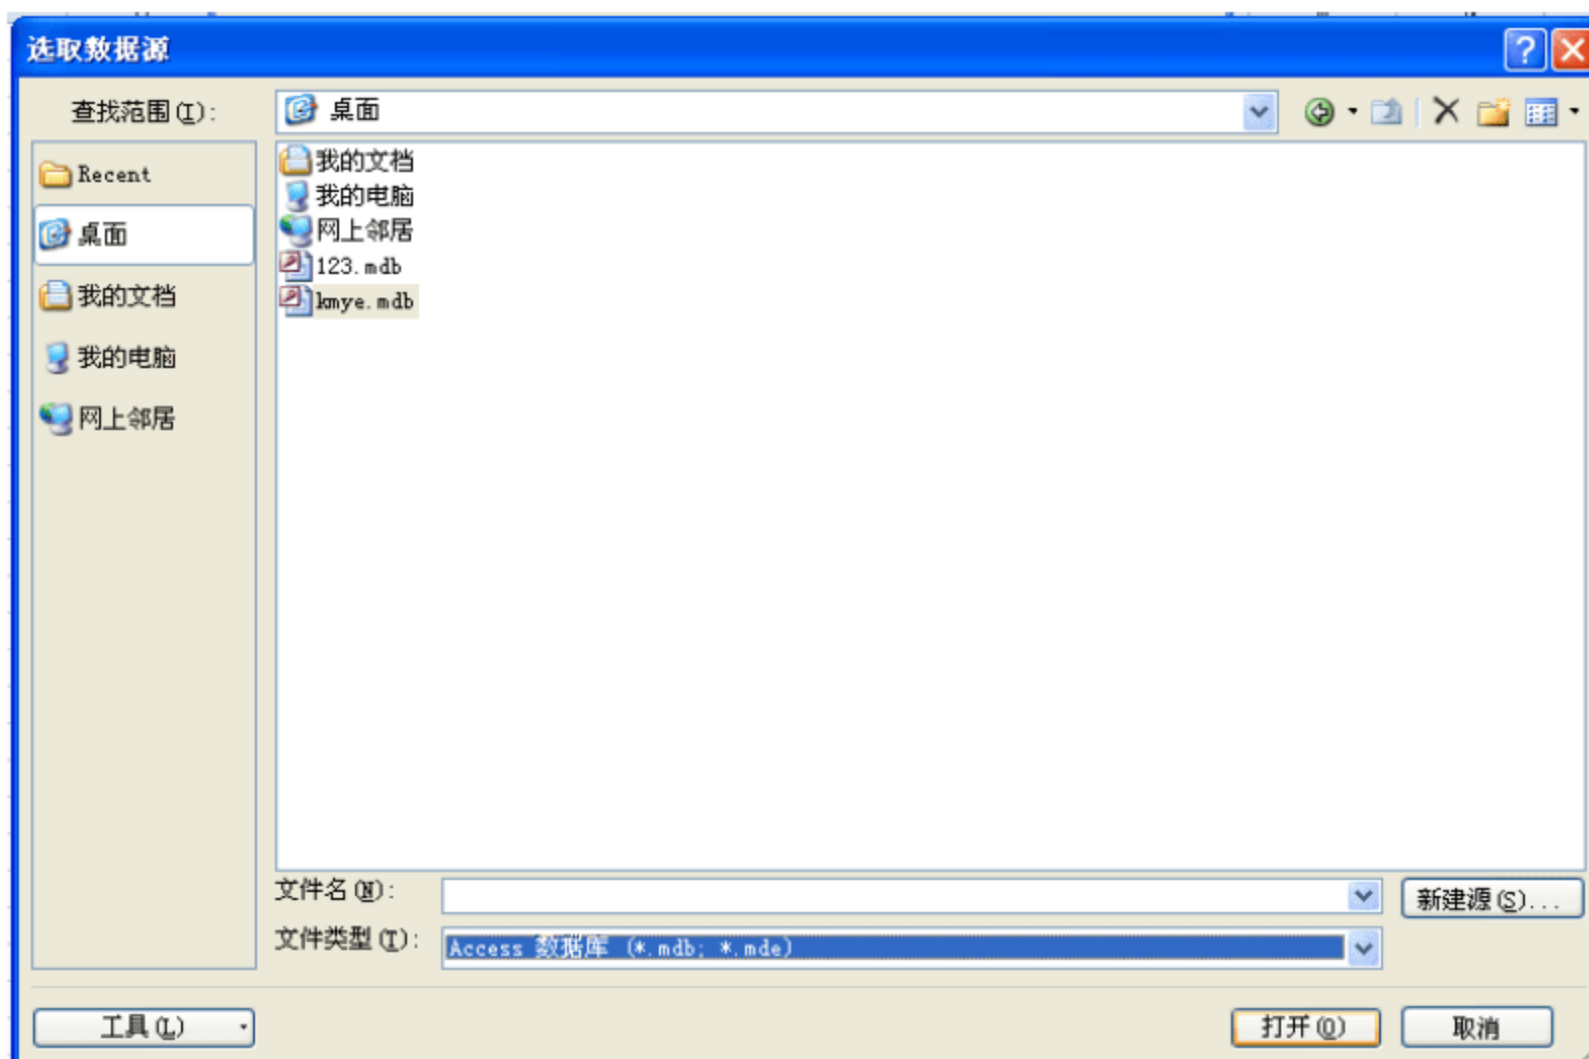 选取数据源
查找范围(I):
桌面
Recent
桌面
我的文档
我的电脑
网上邻居
我的文档
我的电脑
网上邻居
123.mdb
kmye.mdb
文件名(N):
新建源(S)...
文件类型(T):
Access 数据库 (*.mdb; *.mde)
工具(L)
打开(O)
取消